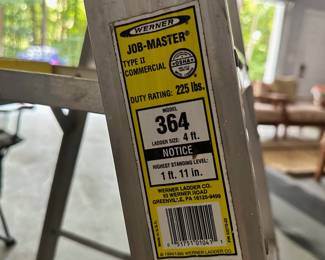 WERNER
JOB-MASTER®
TYPE II
COMMERCIAL
OSHA
DUTY RATING: 225 lbs.
MODEL
364
LADDER SIZE: 4 ft.
NOTICE
HIGHEST STANDING LEVEL:
1 ft. 11 in.
WERNER LADDER CO.
93 WERNER ROAD
GREENVILLE, PA 16125-9499